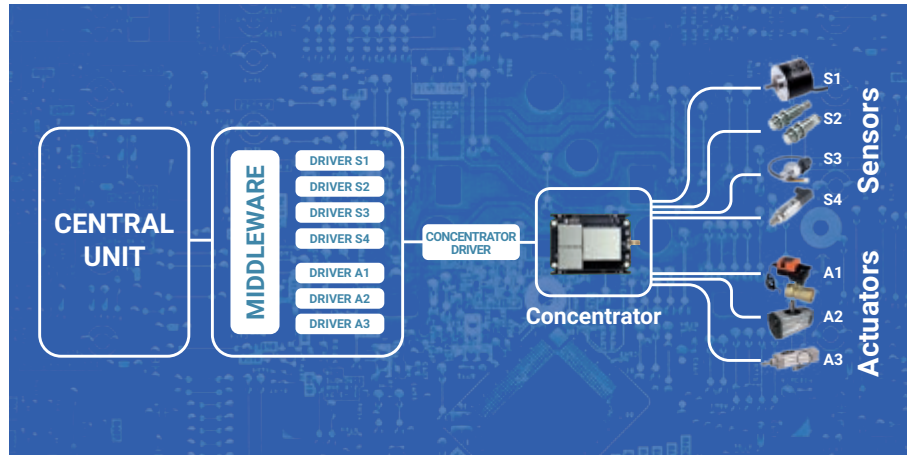 CENTRAL
UNIT
MIDDLEWARE
DRIVER S1
DRIVER S2
DRIVER S3
DRIVER S4
DRIVER A1
DRIVER A2
DRIVER A3
CONCENTRATOR
DRIVER
Concentrator
S1
S2
S3
S4
Sensors
A1
A2
A3
Actuators